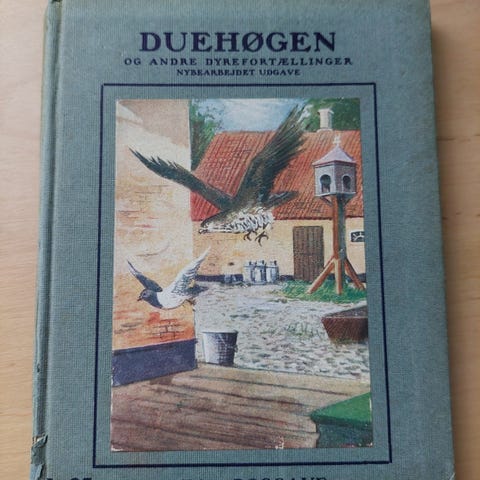 DUEHØGEN
OG ANDRE DYREFORTÆLLINGER
NYBEARBEJDET UDGAVE